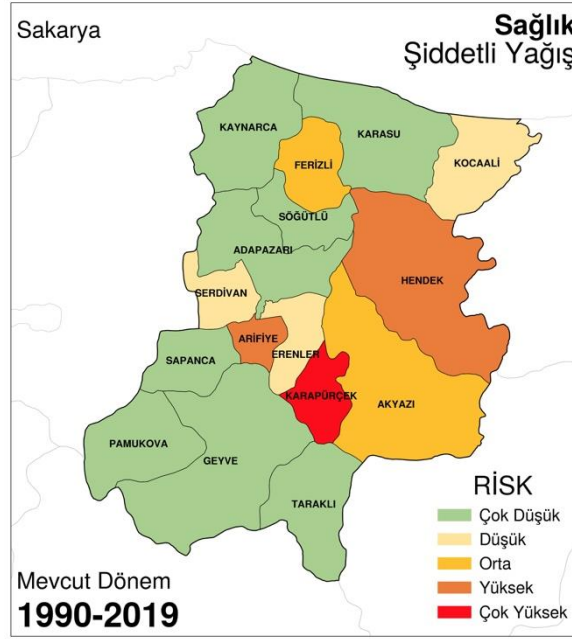 Sakarya
Sağlık
Şiddetli Yağış
KAYNARCA
KARASU
FERİZLİ
KOCAALİ
SÖĞÜTLÜ
ADAPAZARI
HENDEK
SERDİVAN
ARİFİYE
ERENLER
SAPANCA
KARAPÜRÇEK
AKYAZI
PAMUKOVA
GEYVE
TARAKLI
RİSK
Çok Düşük
Düşük
Orta
Yüksek
Çok Yüksek
Mevcut Dönem
1990-2019